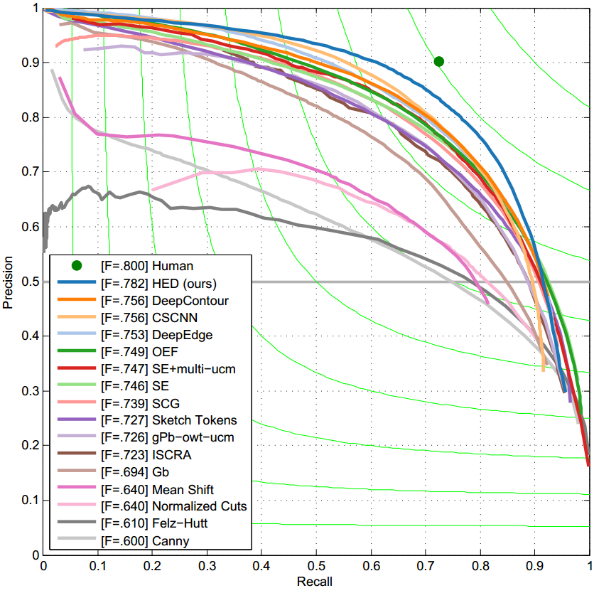 1
0.9
0.8
0.7
0.6
0.5
0.4
0.3
0.2
0.1
0
Precision
[F=.800] Human
[F=.782] HED (ours)
[F=.756] DeepContour
[F=.756] CSCNN
[F=.753] DeepEdge
[F=.749] OEF
[F=.747] SE+multi-ucm
[F=.746] SE
[F=.739] SCG
[F=.727] Sketch Tokens
[F=.726] gPb-owt-ucm
[F=.723] ISCRA
[F=.694] Gb
[F=.640] Mean Shift
[F=.640] Normalized Cuts
[F=.610] Felz-Hutt
[F=.600] Canny
0 0.1 0.2 0.3 0.4 0.5 0.6 0.7 0.8 0.9 1
Recall